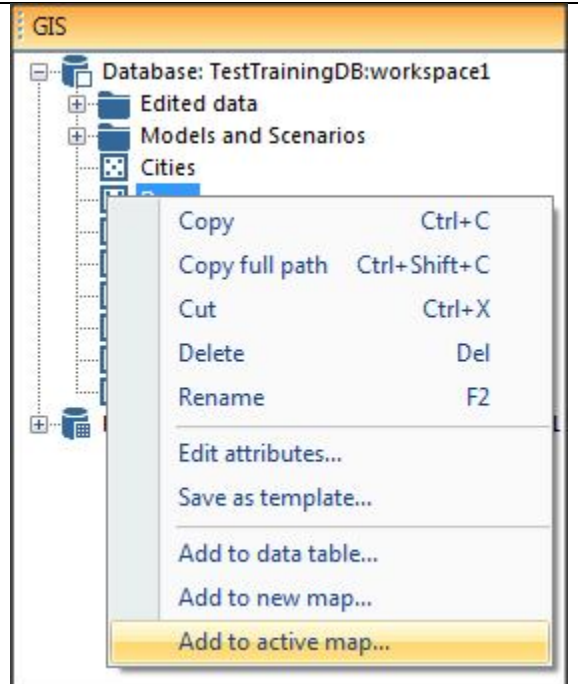 GIS
Database: TestTrainingDB:workspace1
Edited data
Models and Scenarios
Cities
Copy Ctrl+C
Copy full path Ctrl+Shift+C
Cut Ctrl+X
Delete Del
Rename F2
Edit attributes...
Save as template...
Add to data table...
Add to new map...
Add to active map...